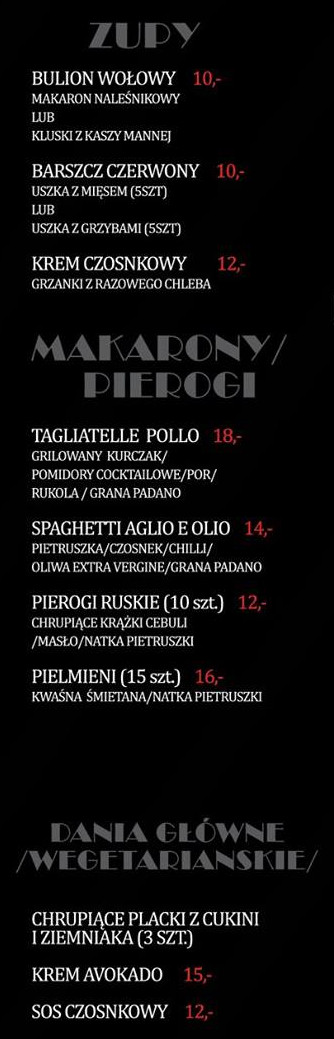 ZUPY
BULION WOŁOWY 10,-
MAKARON NALEŚNIKOWY
LUB
KLUSKI Z KASZY MANNEJ
BARSZCZ CZERWONY 10,-
USZKA Z MIĘSEM (5SZT)
LUB
USZKA Z GRZYBAMI (5SZT)
KREM CZOSNKOWY 12,-
GRZANKI Z RAZOWEGO CHLEBA
MAKARONY/
PIEROGI
TAGLIATELLE POLLO 18,-
GRILOWANY KURCZAK/
POMIDORY COCKTAILOWE/POR/
RUKOLA / GRANA PADANO
SPAGHETTI AGLIO E OLIO 14,-
PIETRUSZKA/CZOSNEK/CHILLI/
OLIWA EXTRA VERGINE/GRANA PADANO
PIEROGI RUSKIE (10 szt.) 12,-
CHRUPIĄCE KRĄŻKI CEBULI
/MASŁO/NATKA PIETRUSZKI
PIELMIENI (15 szt.) 16,-
KWAŚNA ŚMIETANA/NATKA PIETRUSZKI
DANIA GŁÓWNE
/WEGETARIANSKIE/
CHRUPIĄCE PLACKI Z CUKINI
I ZIEMNIAKA (3 SZT.)
KREM AVOKADO 15,-
SOS CZOSNKOWY 12,-